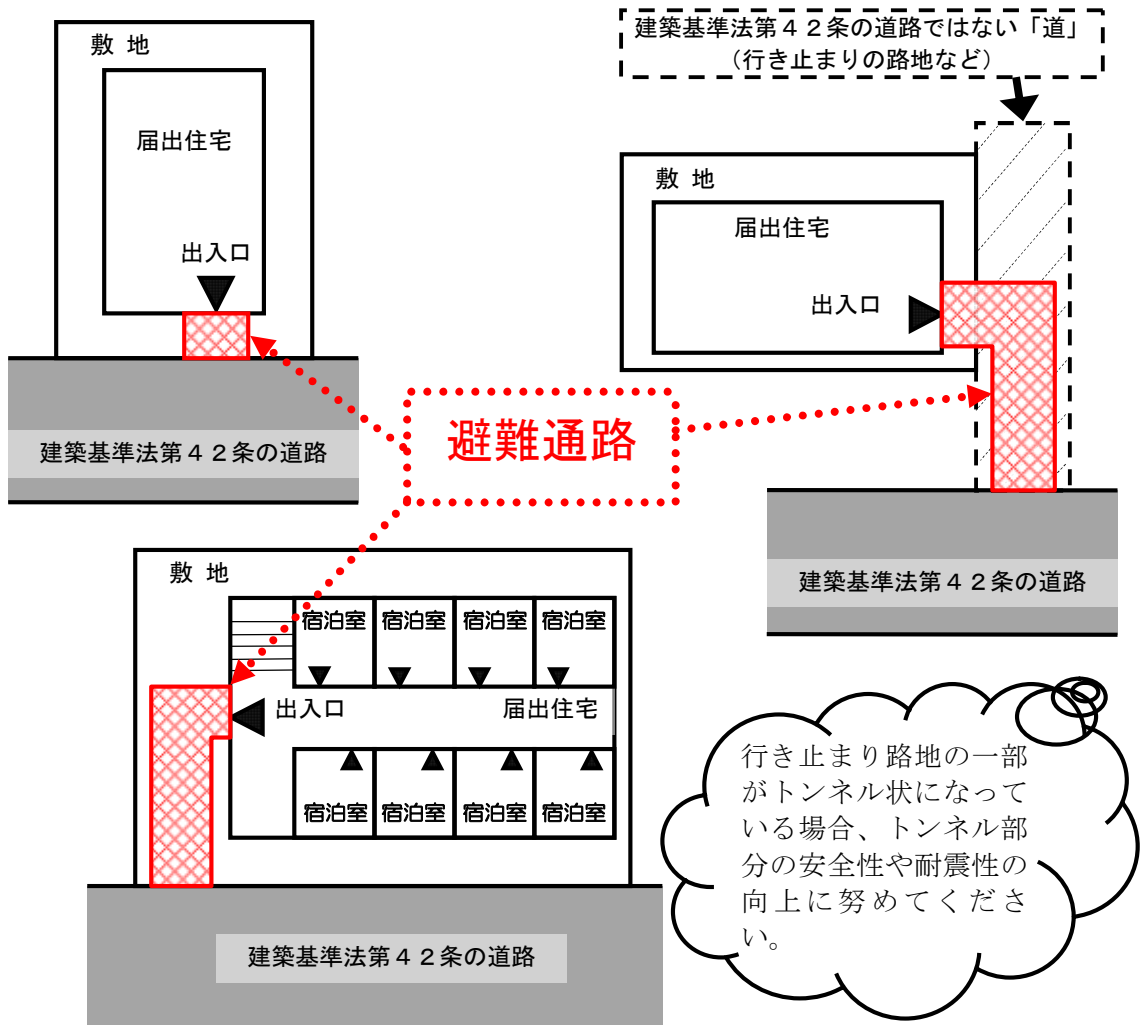 敷 地
届出住宅
出入口
建築基準法第４２条の道路
建築基準法第４２条の道路ではない「道」
（行き止まりの路地など）
敷 地
届出住宅
出入口
建築基準法第４２条の道路
避難通路
敷 地
宿泊室 宿泊室 宿泊室 宿泊室
出入口
届出住宅
宿泊室 宿泊室 宿泊室 宿泊室
建築基準法第４２条の道路
行き止まり路地の一部
がトンネル状になって
いる場合、トンネル部
分の安全性や耐震性の
向上に努めてくださ
い。